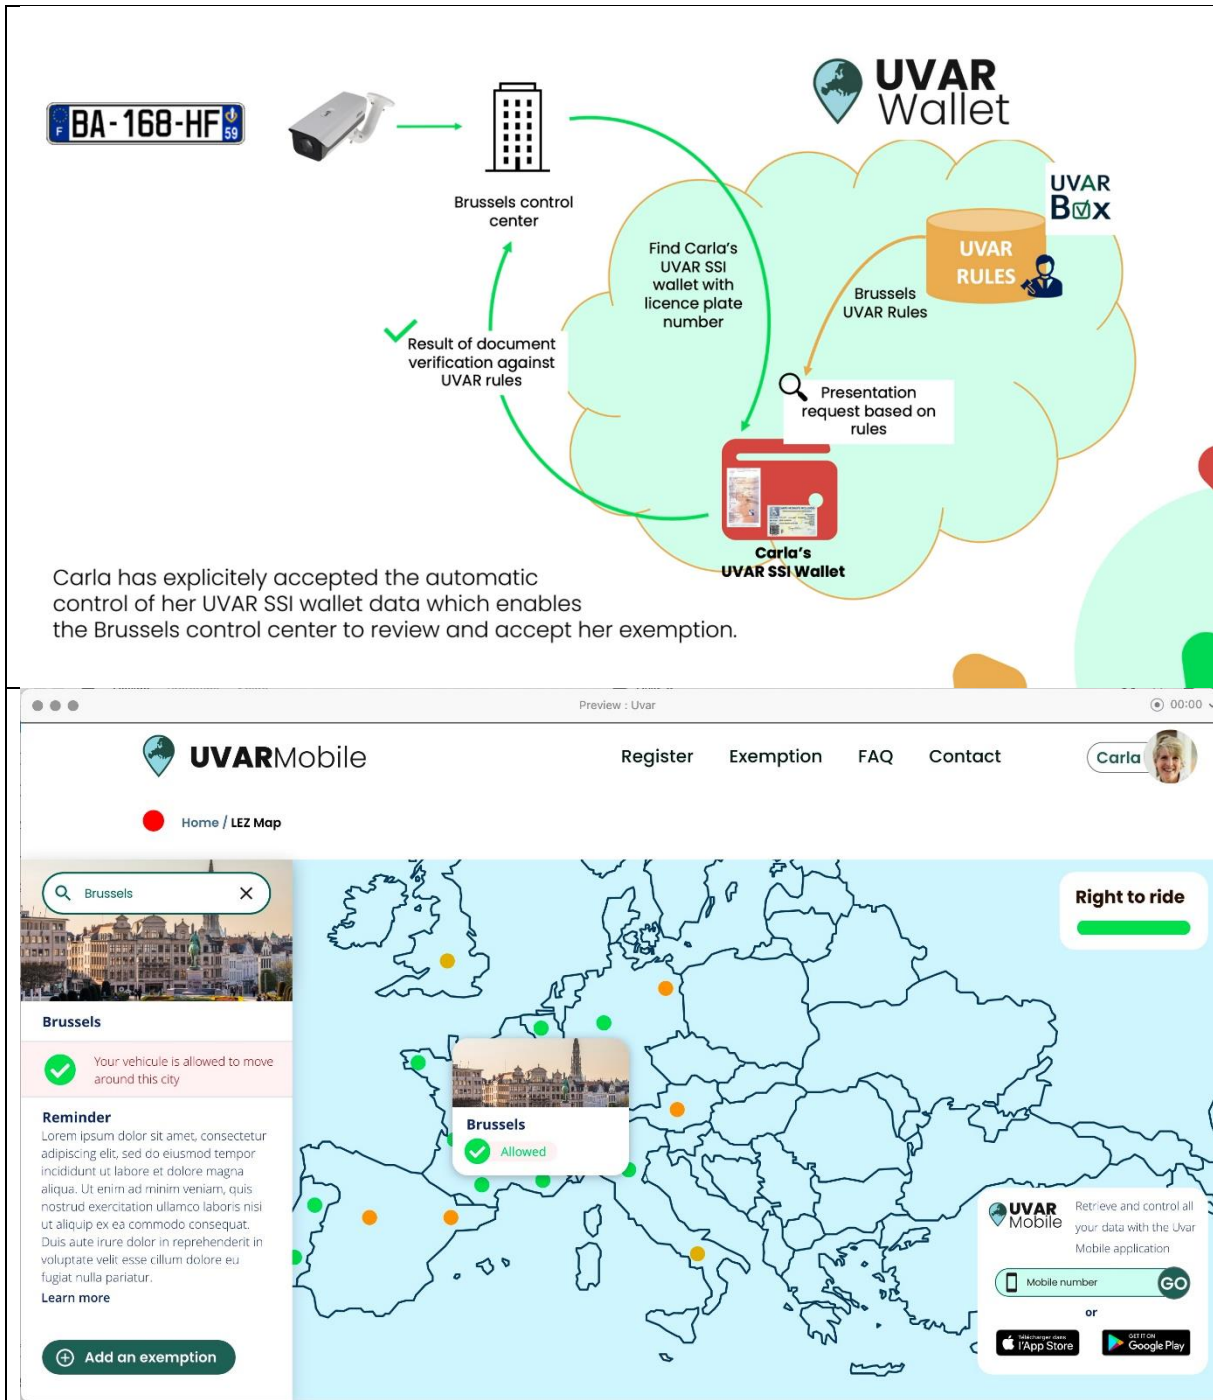 UVAR
Wallet
F BA-168-HF 59
UVAR
Box
Brussels control
center
UVAR
RULES
Find Carla's
UVAR SSI
wallet with
licence plate
number
Brussels
UVAR Rules
Result of document
verification against
UVAR rules
Presentation
request based on
rules
Carla's
UVAR SSI Wallet
Carla has explicitely accepted the automatic
control of her UVAR SSI wallet data which enables
the Brussels control center to review and accept her exemption.
Preview : Uvar
00:00
UVARMobile
Register Exemption FAQ Contact
Carla
Home / LEZ Map
Brussels
Right to ride
Brussels
Your vehicule is allowed to move
around this city
Brussels
Allowed
Reminder
Lorem ipsum dolor sit amet, consectetur
adipiscing elit, sed do eiusmod tempor
incididunt ut labore et dolore magna
aliqua. Ut enim ad minim veniam, quis
nostrud exercitation ullamco laboris nisi
ut aliquip ex ea commodo consequat.
Duis aute irure dolor in reprehenderit in
voluptate velit esse cillum dolore eu
fugiat nulla pariatur.
Learn more
Add an exemption
UVAR
Mobile
Retrieve and control all
your data with the Uvar
Mobile application
Mobile number
GO
or
Télécharger dans
l'App Store
GET IT ON
Google Play